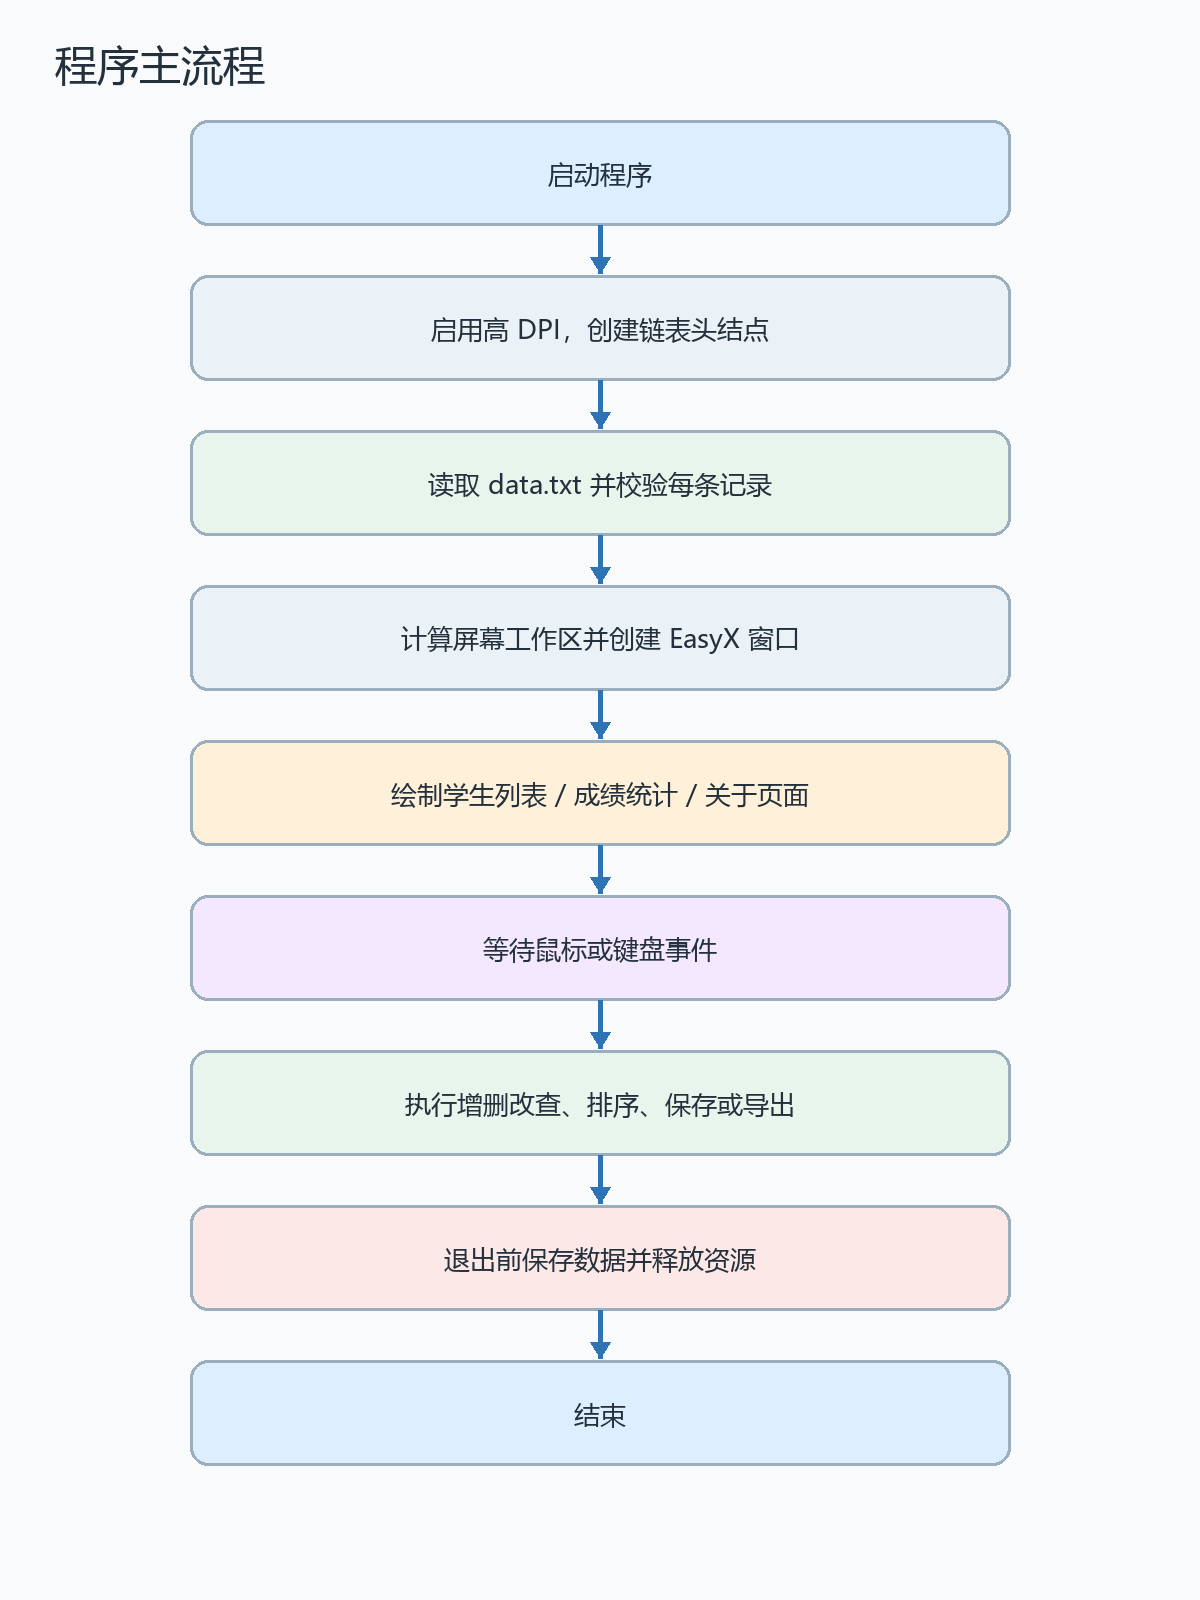 程序主流程
启动程序
启用高 DPI，创建链表头结点
读取 data.txt 并校验每条记录
计算屏幕工作区并创建 EasyX 窗口
绘制学生列表 / 成绩统计 / 关于页面
等待鼠标或键盘事件
执行增删改查、排序、保存或导出
退出前保存数据并释放资源
结束